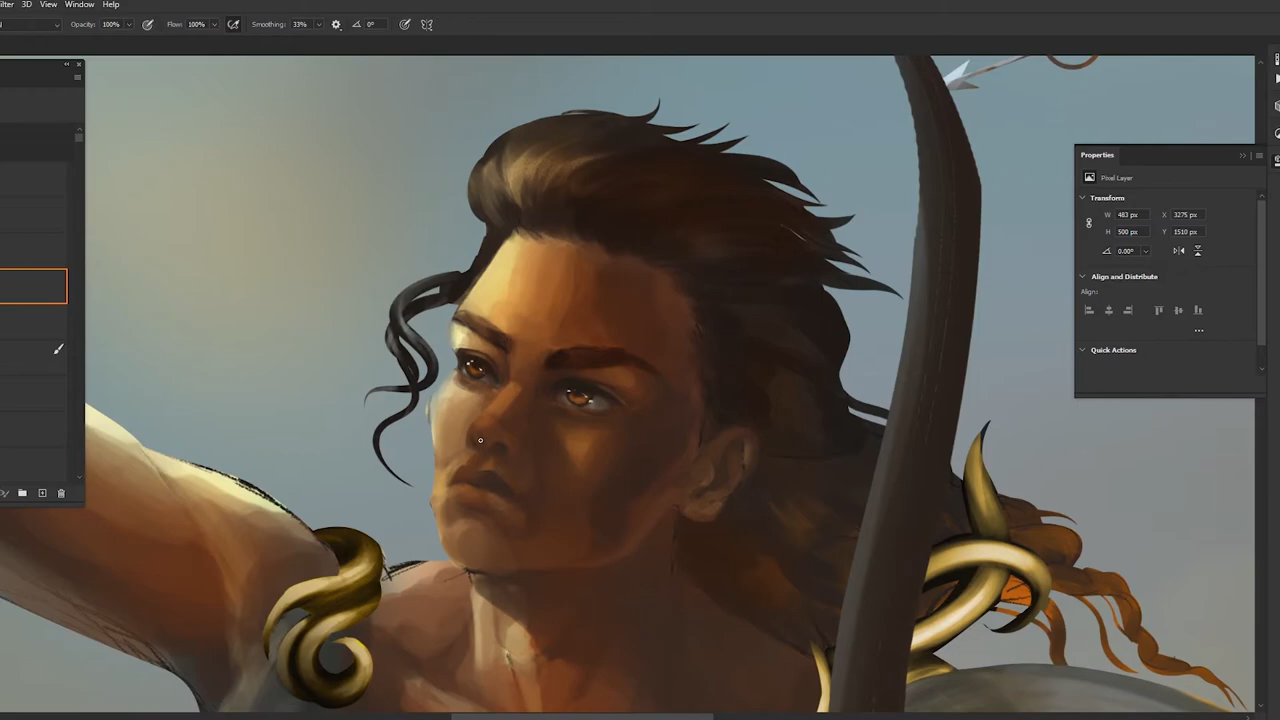 ilter 3D View Window Help
Opacity: 100% Flow: 100% Smoothing: 33% 0°
Properties
Pixel Layer
Transform
W 483 px X 3275 px
H 500 px Y 1510 px
0.00°
Align and Distribute
Align:
Quick Actions